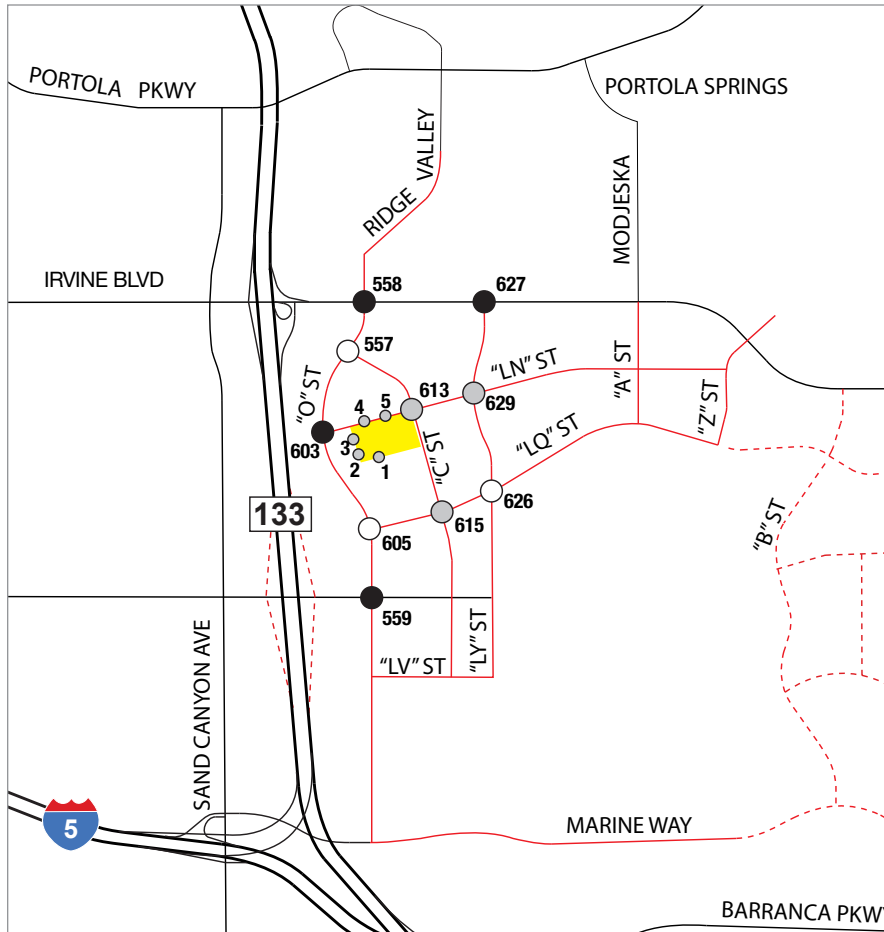 PORTOLA PKWY
PORTOLA SPRINGS
RIDGE VALLEY
MODJESKA
IRVINE BLVD
558
627
557
"O" ST
613
"LN" ST
629
"A" ST
"Z" ST
4
5
603
3
2
1
"C" ST
"LQ" ST
626
133
615
605
"B" ST
559
SAND CANYON AVE
"LV" ST
"LY" ST
5
MARINE WAY
BARRANCA PKWY